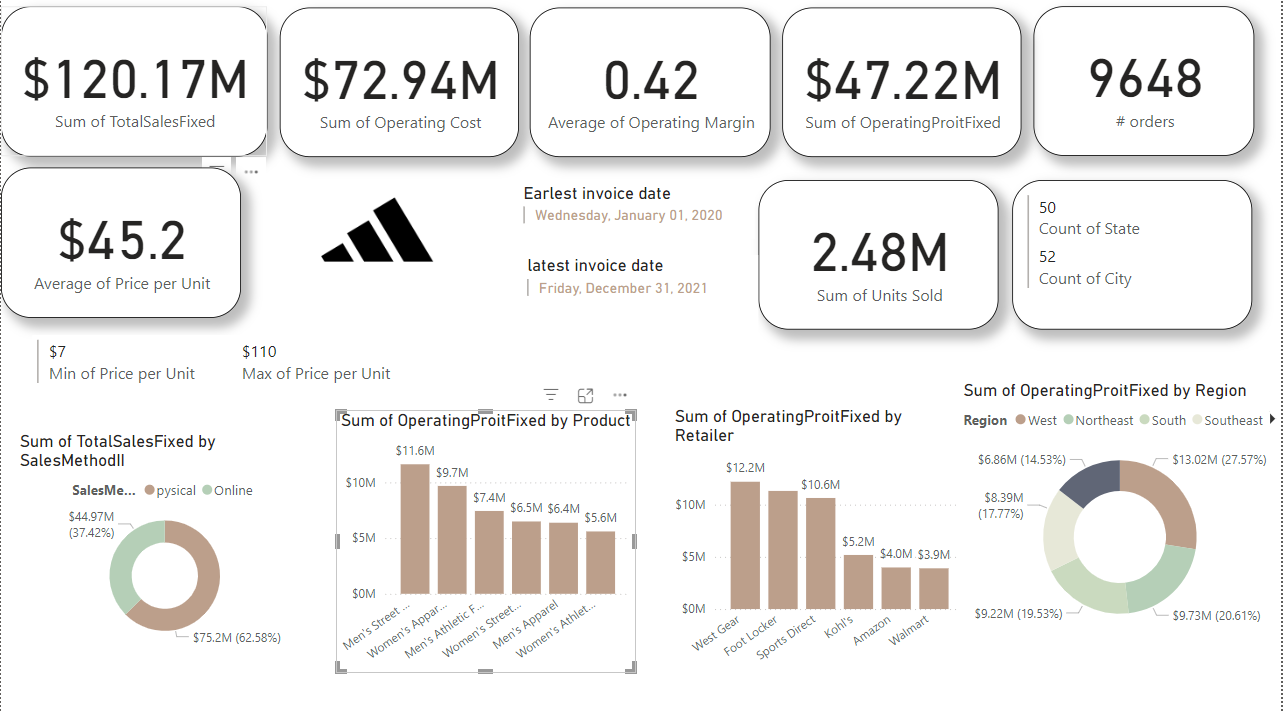 $120.17M
Sum of TotalSalesFixed
$72.94M
Sum of Operating Cost
0.42
Average of Operating Margin
$47.22M
Sum of OperatingProitFixed
9648
# orders
$45.2
Average of Price per Unit
Earlest invoice date
Wednesday, January 01, 2020
latest invoice date
Friday, December 31, 2021
2.48M
Sum of Units Sold
50
Count of State
52
Count of City
$7
Min of Price per Unit
$110
Max of Price per Unit
Sum of TotalSalesFixed by
SalesMethodII
SalesMe... pysical Online
$44.97M
(37.42%)
$75.2M (62.58%)
Sum of OperatingProitFixed by Product
$10M
$5M
$0M
$11.6M
$9.7M
$7.4M
$6.5M
$6.4M
$5.6M
Men's Street ...
Women's Appar...
Men's Athletic F...
Women's Street...
Men's Apparel
Women's Athlet...
Sum of OperatingProitFixed by
Retailer
$10M
$5M
$0M
$12.2M
$10.6M
$5.2M
$4.0M
$3.9M
West Gear
Foot Locker
Sports Direct
Kohl's
Amazon
Walmart
Sum of OperatingProitFixed by Region
Region West Northeast South Southeast
$6.86M (14.53%)
$13.02M (27.57%)
$8.39M
(17.77%)
$9.22M (19.53%)
$9.73M (20.61%)